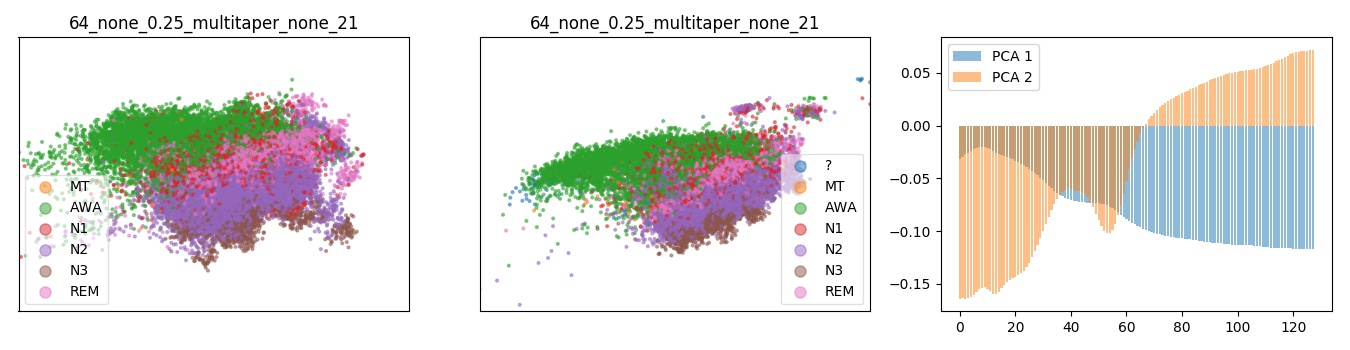 64_none_0.25_multitaper_none_21
MT
AWA
N1
N2
N3
REM
64_none_0.25_multitaper_none_21
?
MT
AWA
N1
N2
N3
REM
PCA 1
PCA 2
0.05
0.00
−0.05
−0.10
−0.15
0 20 40 60 80 100 120